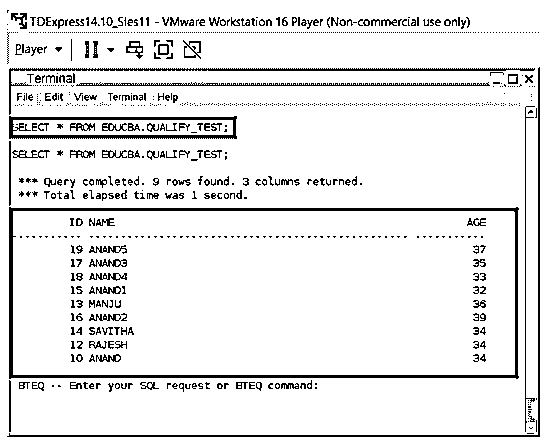 TDExpress14.10_Sles11 - VMware Workstation 16 Player (Non-commercial use only)
Player
Terminal
File Edit View Terminal Help
SELECT * FROM EDUCBA.QUALIFY_TEST;
SELECT * FROM EDUCBA.QUALIFY_TEST;
*** Query completed. 9 rows found. 3 columns returned.
*** Total elapsed time was 1 second.
ID NAME AGE
----------- -------------------------------------------------- -----------
19 ANAND5 37
17 ANAND3 35
18 ANAND4 33
15 ANAND1 32
13 MANJU 36
16 ANAND2 39
14 SAVITHA 34
12 RAJESH 34
10 ANAND 34
BTEQ -- Enter your SQL request or BTEQ command: